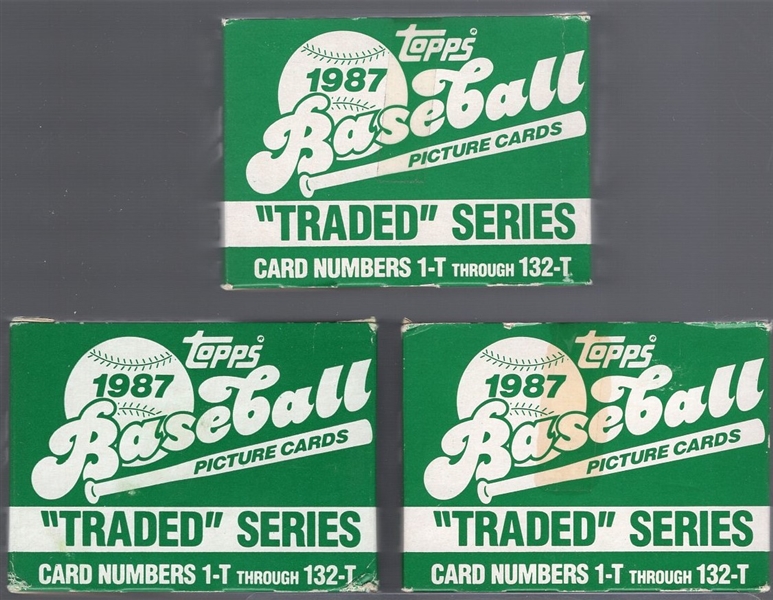 Topps
1987
Baseball
PICTURE CARDS
"TRADED" SERIES
CARD NUMBERS 1-T THROUGH 132-T
Topps
1987
Baseball
PICTURE CARDS
"TRADED" SERIES
CARD NUMBERS 1-T THROUGH 132-T
Topps
1987
Baseball
PICTURE CARDS
"TRADED" SERIES
CARD NUMBERS 1-T THROUGH 132-T